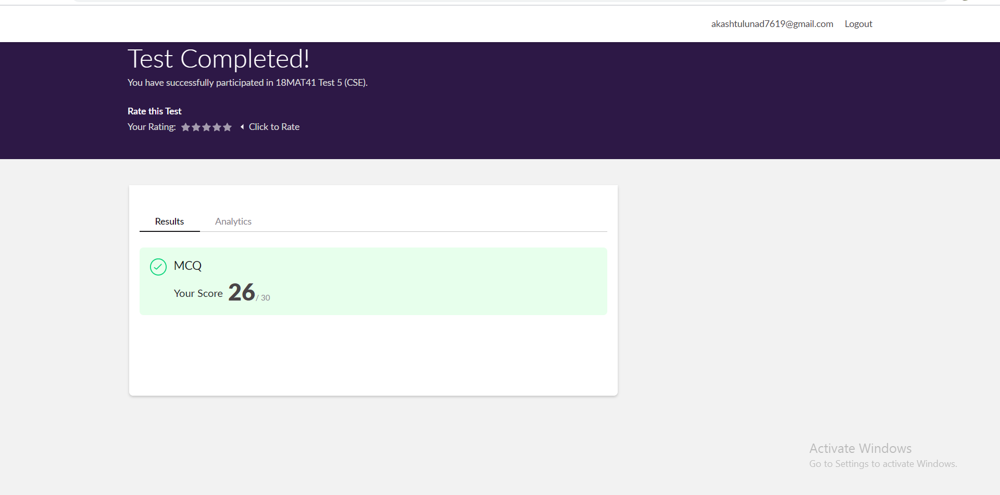 akashtulunad7619@gmail.com Logout
Test Completed!
You have successfully participated in 18MAT41 Test 5 (CSE).
Rate this Test
Your Rating: Click to Rate
Results Analytics
MCQ
Your Score 26 / 30
Activate Windows
Go to Settings to activate Windows.